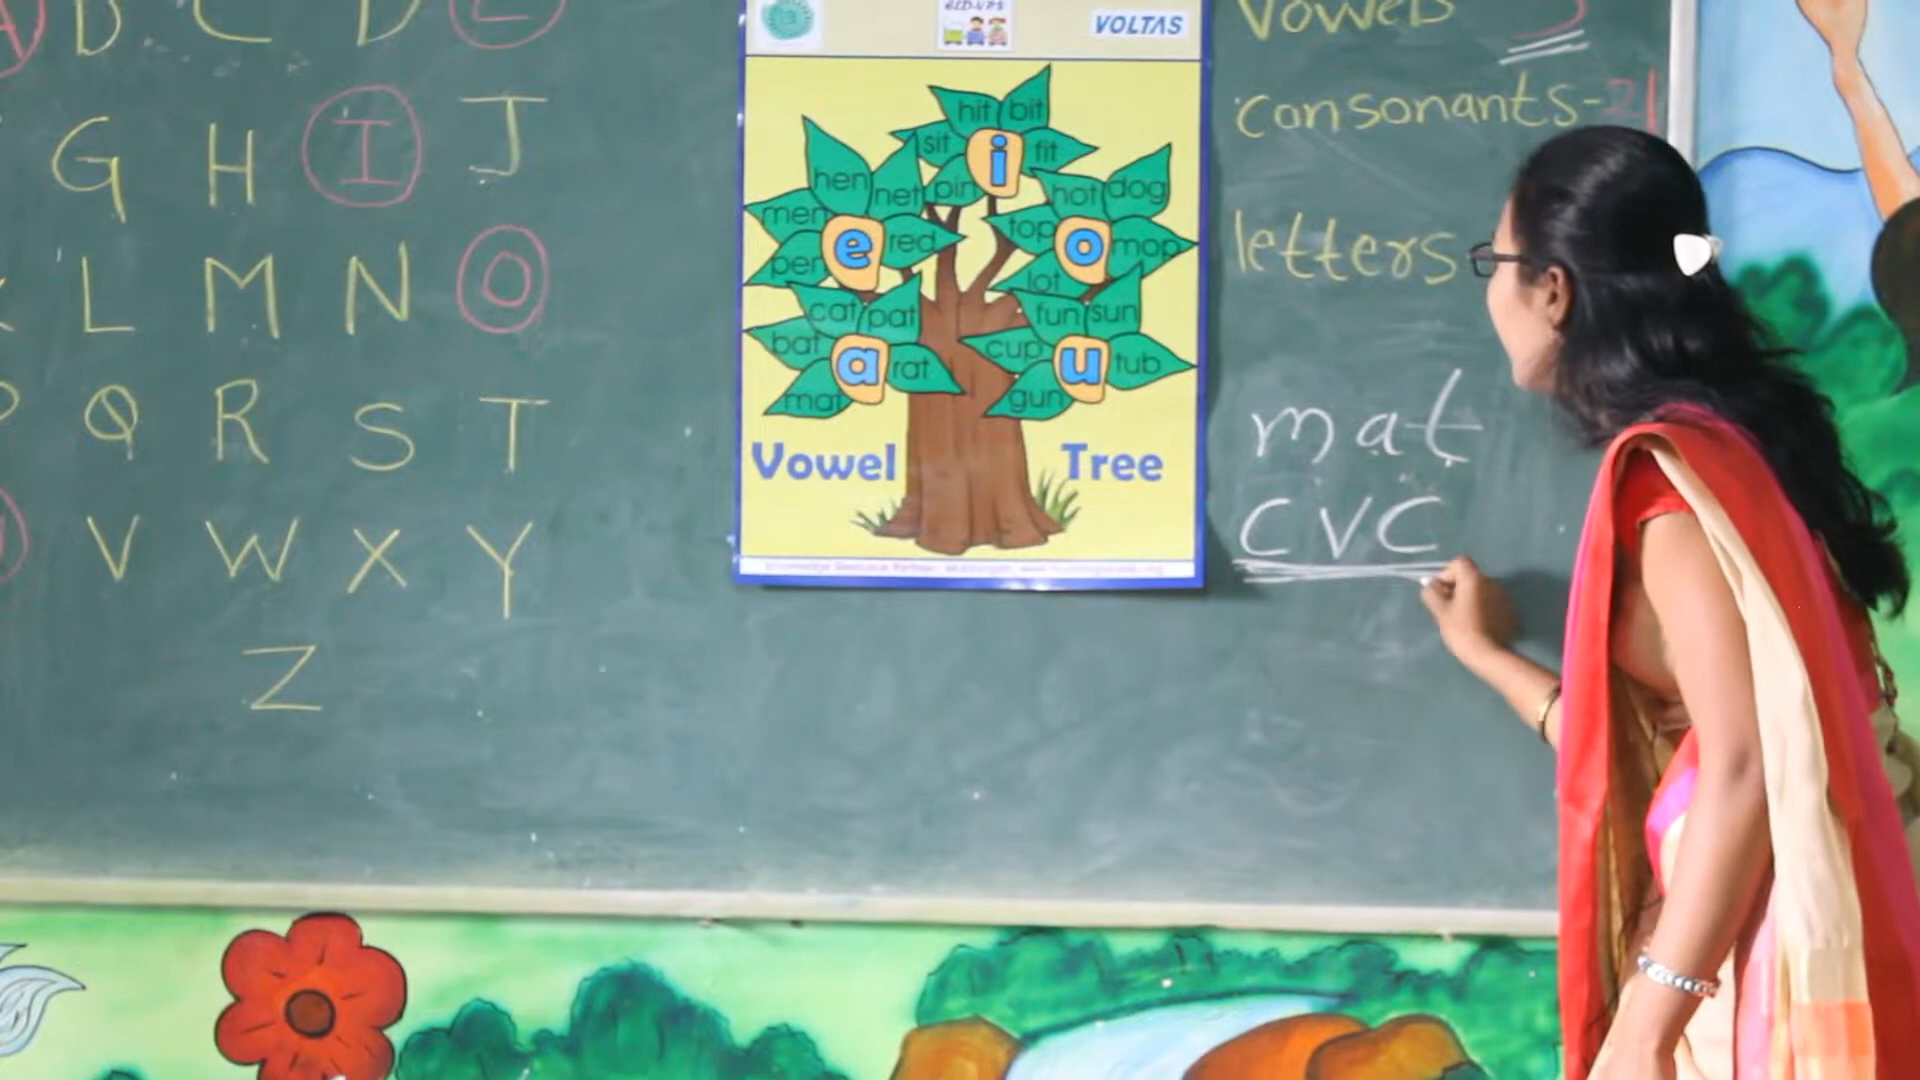 B C D E
G H I J
L M N O
Q R S T
V W X Y
Z
VOLTAS
hit bit
sit i fit
hen net pin hot dog
men e red top o mop
pen lot
cat pat fun sun
bat a rat cup u tub
mat gun
Vowel Tree
Vowels
consonants-21
letters
mat
CVC